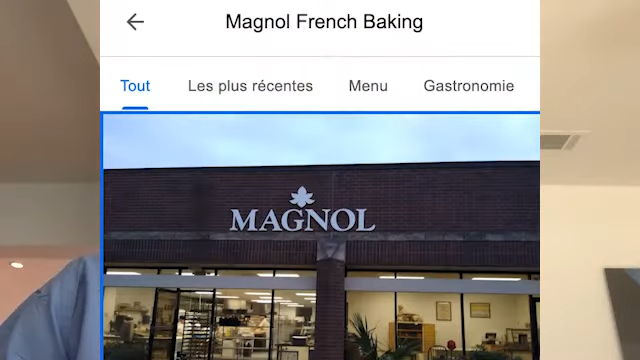 Magnol French Baking
Tout
Les plus récentes
Menu
Gastronomie
MAGNOL